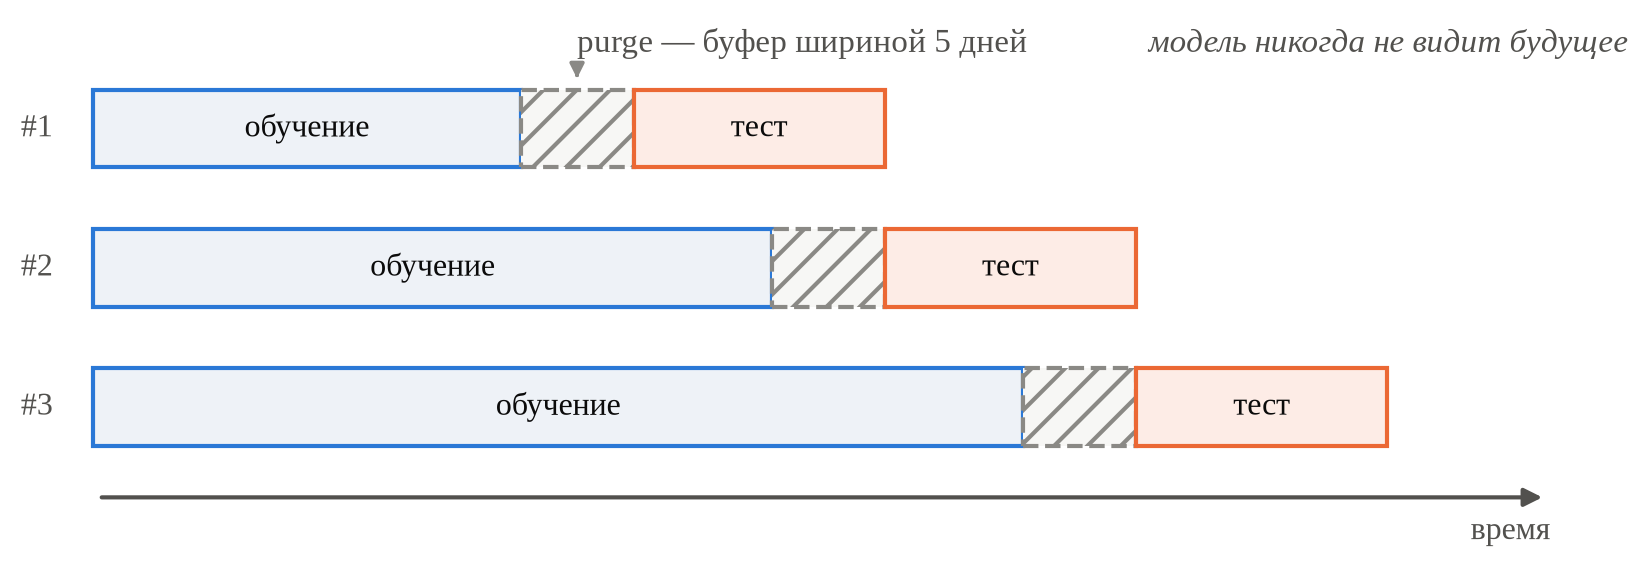 purge — буфер шириной 5 дней
модель никогда не видит будущее
#1 обучение тест
#2 обучение тест
#3 обучение тест
время